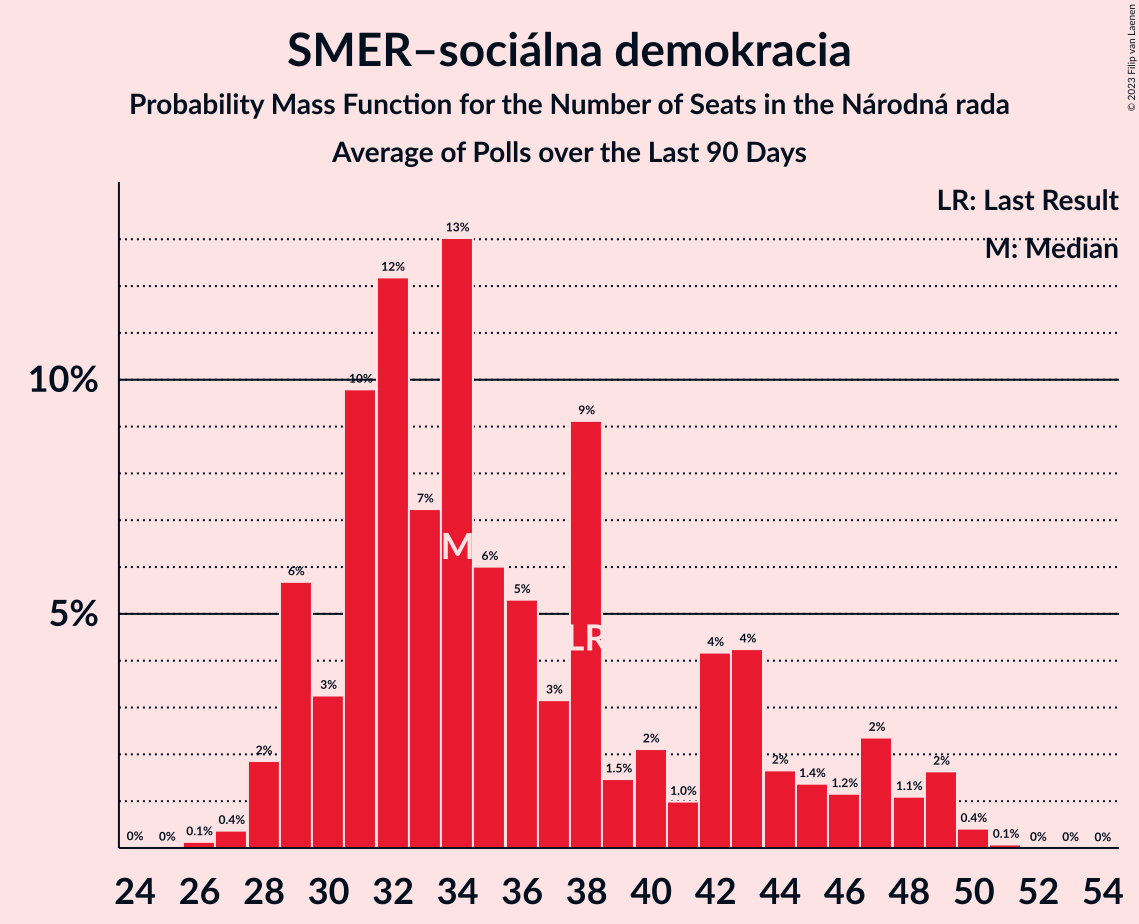 SMER–sociálna demokracia
Probability Mass Function for the Number of Seats in the Národná rada
Average of Polls over the Last 90 Days
© 2023 Filip van Laenen
LR: Last Result
M: Median
10%
5%
0% 0% 0.1% 0.4% 2% 6% 3% 10% 12% 7% 13% 6% 5% 3% 9% 1.5% 2% 1.0% 4% 4% 2% 1.4% 1.2% 2% 1.1% 2% 0.4% 0.1% 0% 0% 0%
M
LR
24 26 28 30 32 34 36 38 40 42 44 46 48 50 52 54